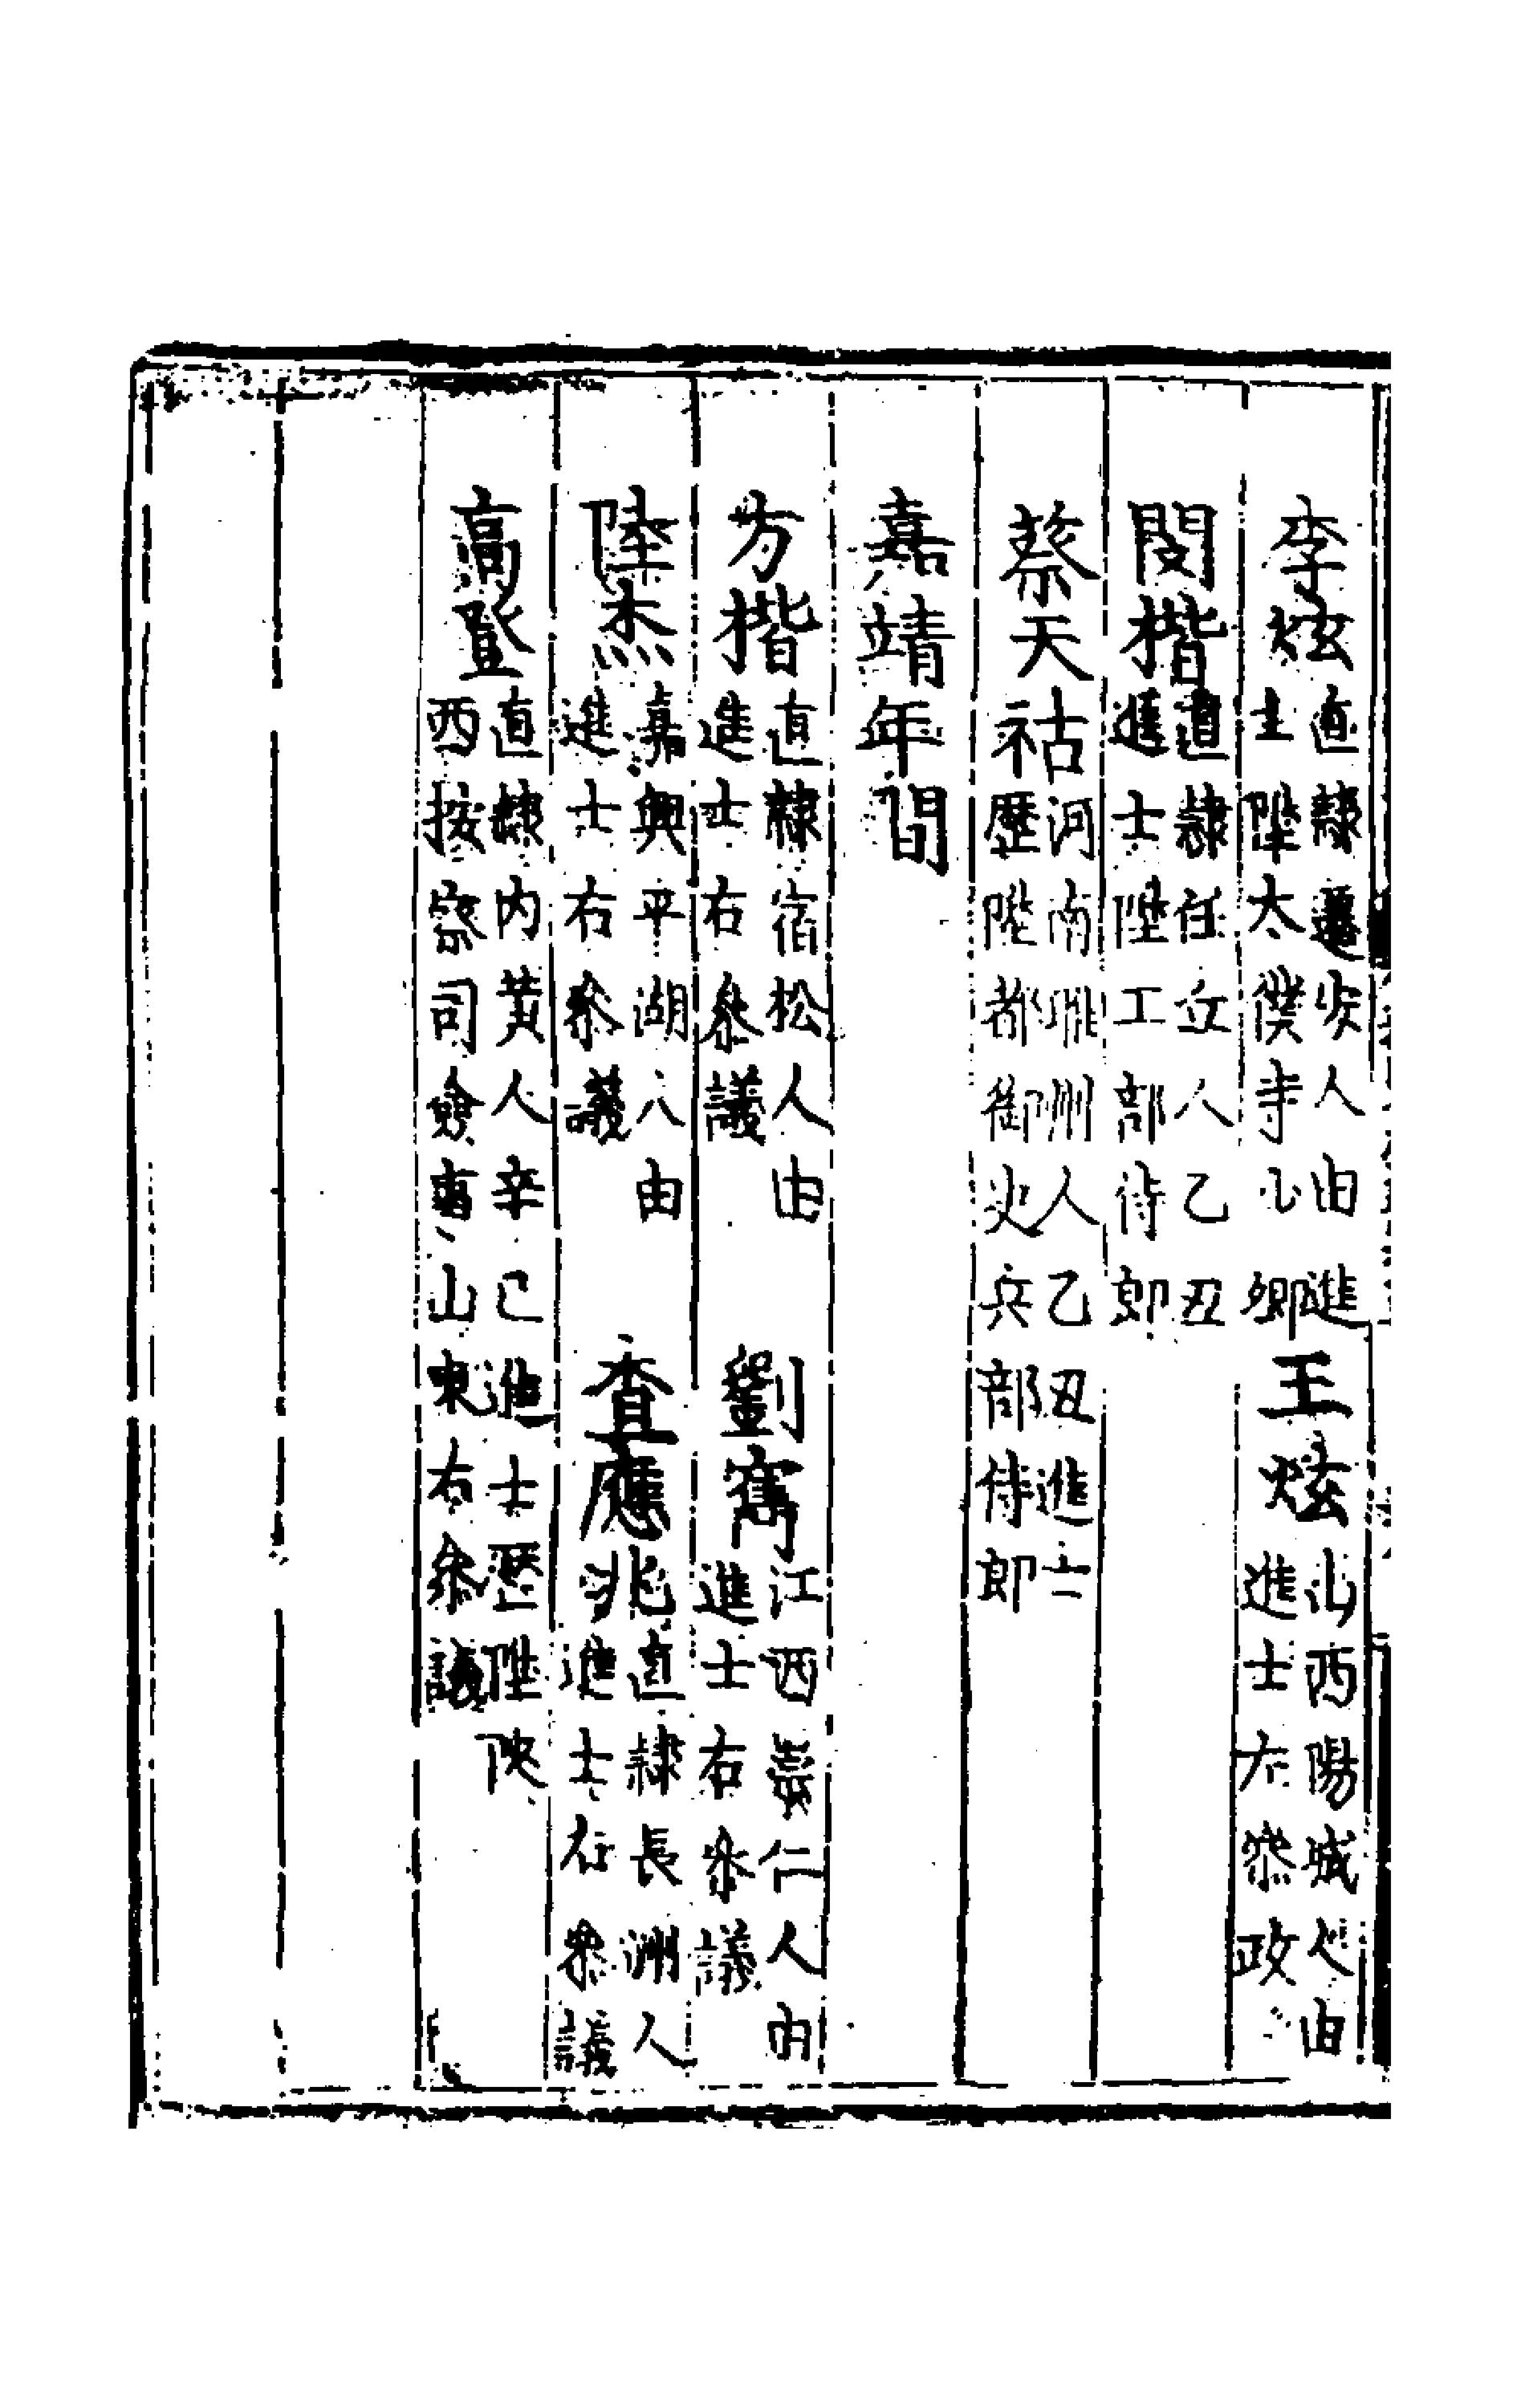 李炫直隸遷安人由進士陞太僕寺少卿 王炫山西陽城人由進士左叅政
閔楷直隸任丘人乙丑進士陞工部侍郎
蔡天祐河南睢州人乙丑進士歷陞都御史兵部侍郎
嘉靖年間
方楷直隸宿松人由進士右叅議 劉寓江西崇仁人由進士右叅議
陸杰嘉興平湖人由進士右叅議 查應兆直隸長洲人進士右叅議
高登直隸內黃人辛巳進士歷陞陝西按察司僉事山東右叅議